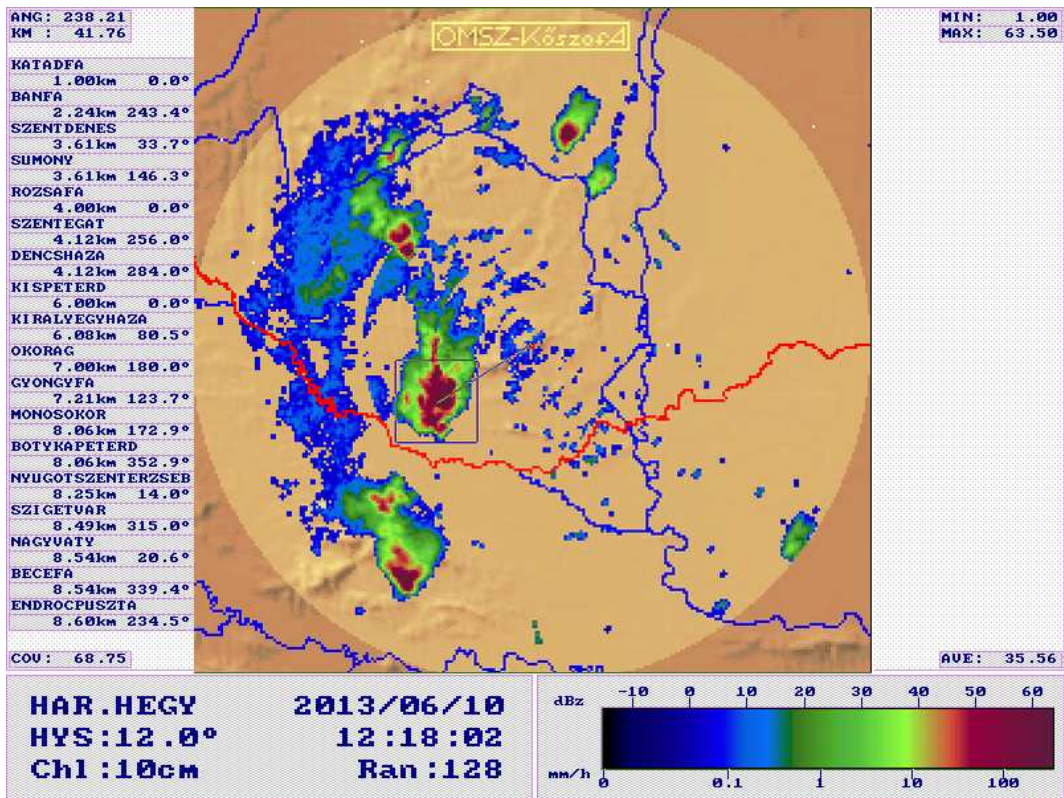 ANG: 238.21
KM : 41.76
KATADFA
1.00km 0.0°
BANFA
2.24km 243.4°
SZENTDENES
3.61km 33.7°
SUMONY
3.61km 146.3°
ROZSAFA
4.00km 0.0°
SZENTEGAT
4.12km 256.0°
DENCSHAZA
4.12km 284.0°
KISPETERD
6.00km 0.0°
KIRALYEGYHAZA
6.08km 80.5°
OKORAG
7.00km 180.0°
GYONGYFA
7.21km 123.7°
MONOSOKOR
8.06km 172.9°
BOTYKAPETERD
8.06km 352.9°
NYUGOTSZENTERZSEB
8.25km 14.0°
SZIGETVAR
8.49km 315.0°
NAGYVATY
8.54km 20.6°
BECEFA
8.54km 339.4°
ENDROCPUSZTA
8.60km 234.5°
COV: 68.75
OMSZ-Kőszof.4
MIN: 1.00
MAX: 63.50
AVE: 35.56
HAR.HEGY 2013/06/10
HYS:12.0° 12:18:02
Chl:10cm Ran:128
dBz -10 0 10 20 30 40 50 60
mm/h 0 0.1 1 10 100